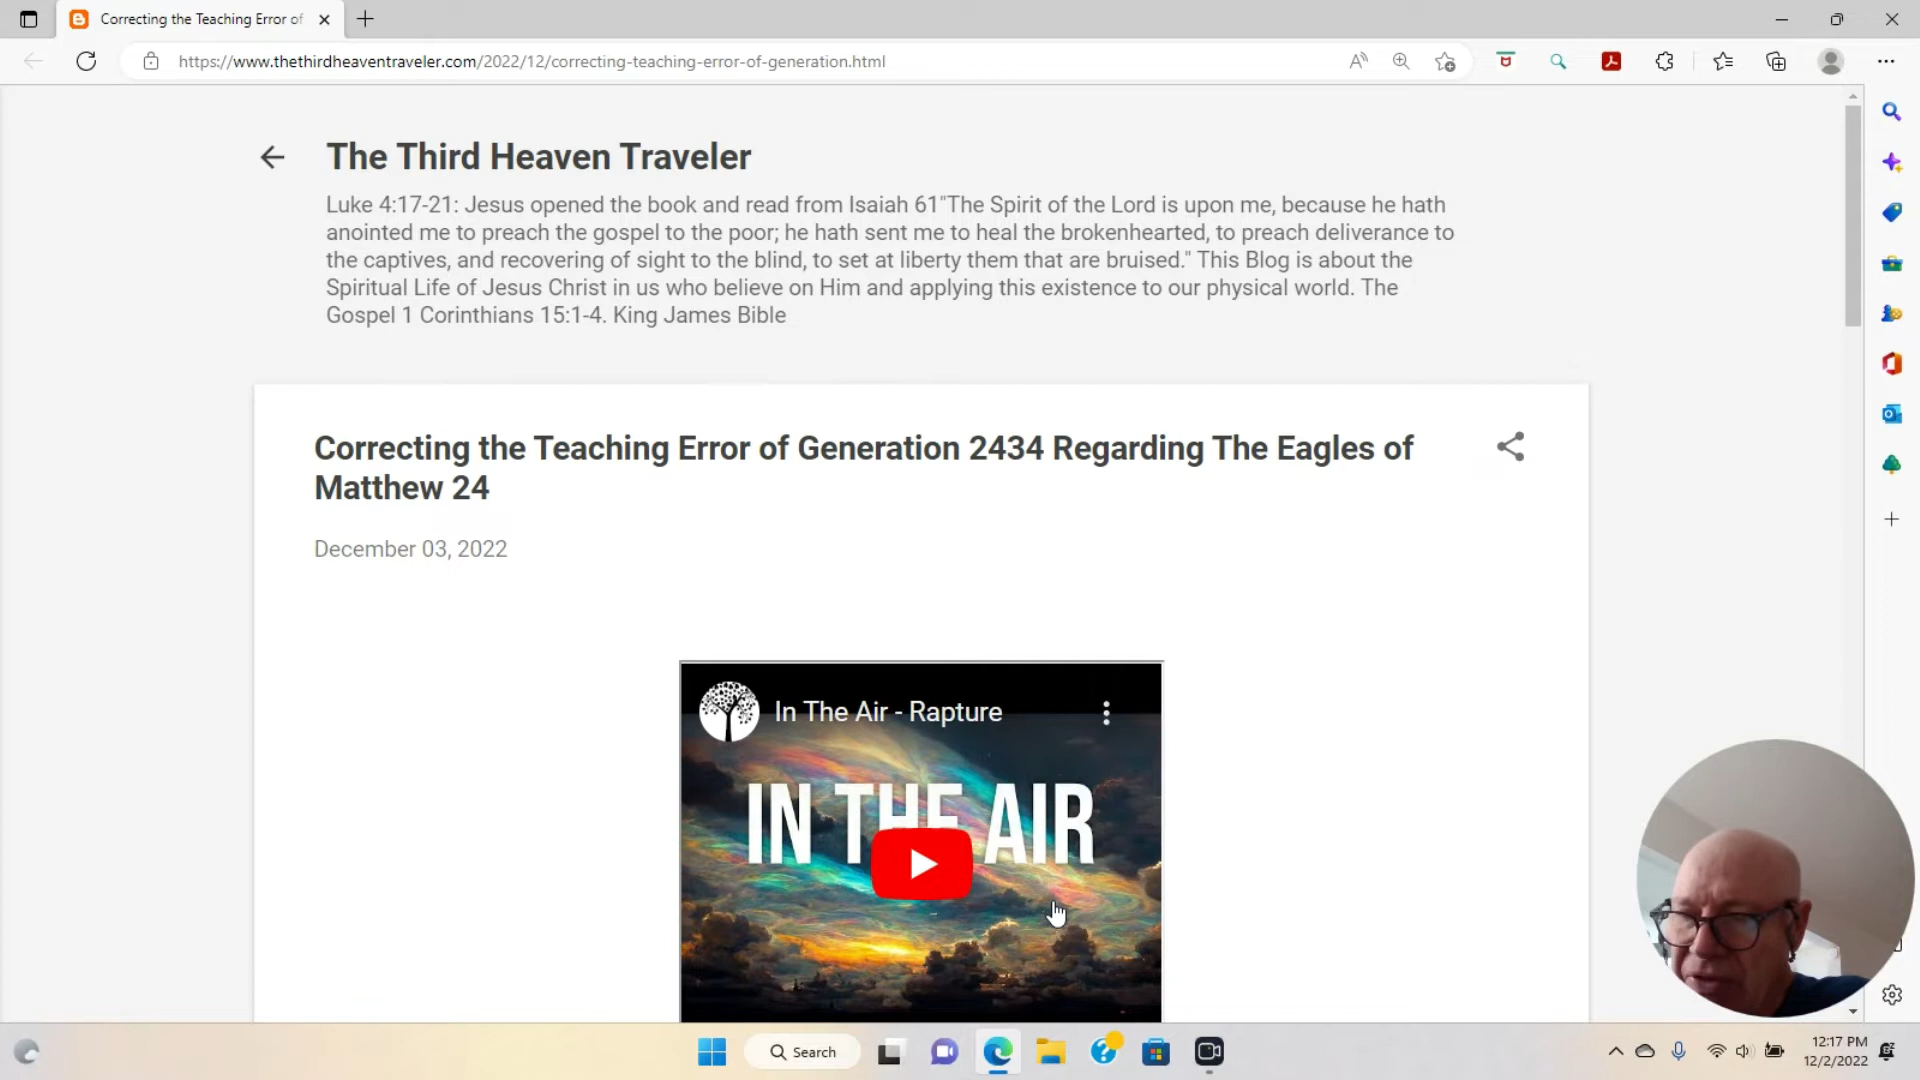 Correcting the Teaching Error of
https://www.thethirdheaventraveler.com/2022/12/correcting-teaching-error-of-generation.html
The Third Heaven Traveler
Luke 4:17-21: Jesus opened the book and read from Isaiah 61"The Spirit of the Lord is upon me, because he hath
anointed me to preach the gospel to the poor; he hath sent me to heal the brokenhearted, to preach deliverance to
the captives, and recovering of sight to the blind, to set at liberty them that are bruised." This Blog is about the
Spiritual Life of Jesus Christ in us who believe on Him and applying this existence to our physical world. The
Gospel 1 Corinthians 15:1-4. King James Bible
Correcting the Teaching Error of Generation 2434 Regarding The Eagles of
Matthew 24
December 03, 2022
In The Air - Rapture
IN THE AIR
Search
12:17 PM
12/2/2022